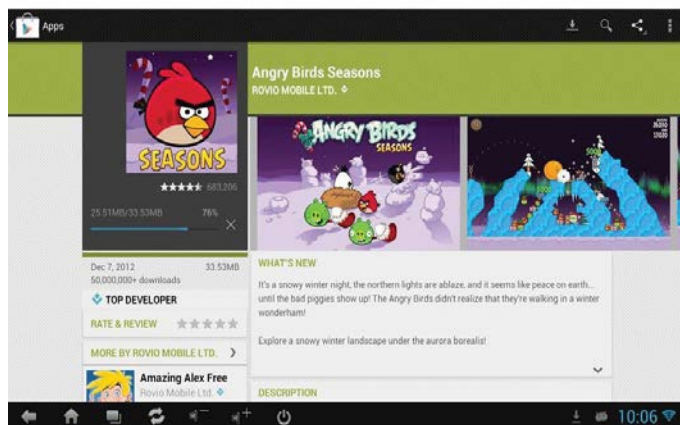 Apps
Angry Birds Seasons
ROVIO MOBILE LTD.
SEASONS
683,206
25.51MB/33.53MB 76%
ANGRY BIRDS
SEASONS
5000
Dec 7, 2012 33.53MB
50,000,000+ downloads
TOP DEVELOPER
RATE & REVIEW
MORE BY ROVIO MOBILE LTD.
Amazing Alex Free
Rovio Mobile Ltd.
WHAT'S NEW
It's a snowy winter night, the northern lights are ablaze, and it seems like peace on earth...
until the bad piggies show up! The Angry Birds didn't realize that they're walking in a winter
wonderham!
Explore a snowy winter landscape under the aurora borealis!
DESCRIPTION
10:06